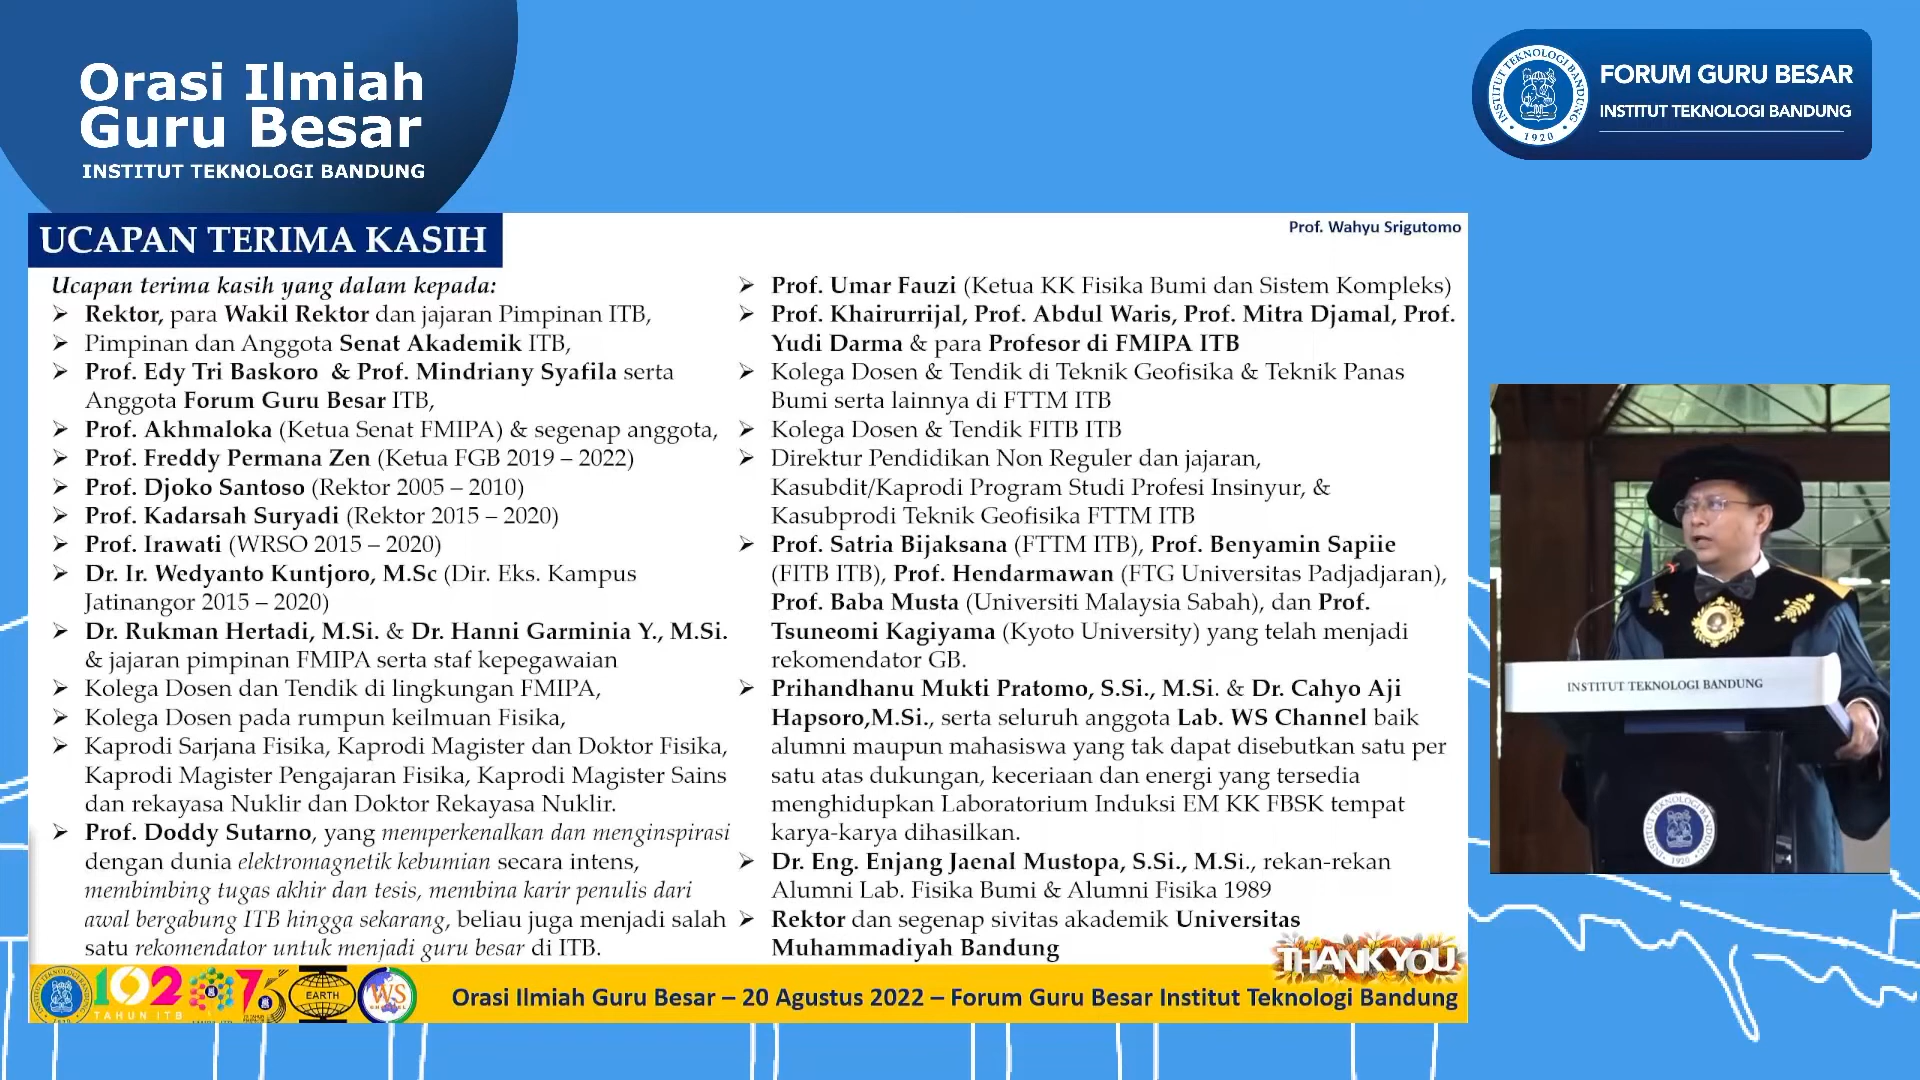 Orasi Ilmiah
Guru Besar
INSTITUT TEKNOLOGI BANDUNG
INSTITUT TEKNOLOGI BANDUNG
1920
FORUM GURU BESAR
INSTITUT TEKNOLOGI BANDUNG
UCAPAN TERIMA KASIH
Prof. Wahyu Srigutomo
Ucapan terima kasih yang dalam kepada:
➢ Rektor, para Wakil Rektor dan jajaran Pimpinan ITB,
➢ Pimpinan dan Anggota Senat Akademik ITB,
➢ Prof. Edy Tri Baskoro & Prof. Mindriany Syafila serta
Anggota Forum Guru Besar ITB,
➢ Prof. Akhmaloka (Ketua Senat FMIPA) & segenap anggota,
➢ Prof. Freddy Permana Zen (Ketua FGB 2019 – 2022)
➢ Prof. Djoko Santoso (Rektor 2005 – 2010)
➢ Prof. Kadarsah Suryadi (Rektor 2015 – 2020)
➢ Prof. Irawati (WRSO 2015 – 2020)
➢ Dr. Ir. Wedyanto Kuntjoro, M.Sc (Dir. Eks. Kampus
Jatinangor 2015 – 2020)
➢ Dr. Rukman Hertadi, M.Si. & Dr. Hanni Garminia Y., M.Si.
& jajaran pimpinan FMIPA serta staf kepegawaian
➢ Kolega Dosen dan Tendik di lingkungan FMIPA,
➢ Kolega Dosen pada rumpun keilmuan Fisika,
➢ Kaprodi Sarjana Fisika, Kaprodi Magister dan Doktor Fisika,
Kaprodi Magister Pengajaran Fisika, Kaprodi Magister Sains
dan rekayasa Nuklir dan Doktor Rekayasa Nuklir.
➢ Prof. Doddy Sutarno, yang memperkenalkan dan menginspirasi
dengan dunia elektromagnetik kebumian secara intens,
membimbing tugas akhir dan tesis, membina karir penulis dari
awal bergabung ITB hingga sekarang, beliau juga menjadi salah
satu rekomendator untuk menjadi guru besar di ITB.
➢ Prof. Umar Fauzi (Ketua KK Fisika Bumi dan Sistem Kompleks)
➢ Prof. Khairurrijal, Prof. Abdul Waris, Prof. Mitra Djamal, Prof.
Yudi Darma & para Profesor di FMIPA ITB
➢ Kolega Dosen & Tendik di Teknik Geofisika & Teknik Panas
Bumi serta lainnya di FTTM ITB
➢ Kolega Dosen & Tendik FITB ITB
➢ Direktur Pendidikan Non Reguler dan jajaran,
Kasubdit/Kaprodi Program Studi Profesi Insinyur, &
Kasubprodi Teknik Geofisika FTTM ITB
➢ Prof. Satria Bijaksana (FTTM ITB), Prof. Benyamin Sapiie
(FITB ITB), Prof. Hendarmawan (FTG Universitas Padjadjaran),
Prof. Baba Musta (Universiti Malaysia Sabah), dan Prof.
Tsuneomi Kagiyama (Kyoto University) yang telah menjadi
rekomendator GB.
➢ Prihandhanu Mukti Pratomo, S.Si., M.Si. & Dr. Cahyo Aji
Hapsoro,M.Si., serta seluruh anggota Lab. WS Channel baik
alumni maupun mahasiswa yang tak dapat disebutkan satu per
satu atas dukungan, keceriaan dan energi yang tersedia
menghidupkan Laboratorium Induksi EM KK FBSK tempat
karya-karya dihasilkan.
➢ Dr. Eng. Enjang Jaenal Mustopa, S.Si., M.Si., rekan-rekan
Alumni Lab. Fisika Bumi & Alumni Fisika 1989
➢ Rektor dan segenap sivitas akademik Universitas
Muhammadiyah Bandung
THANK YOU
102
TAHUN ITB
75
EARTH
WS
Orasi Ilmiah Guru Besar – 20 Agustus 2022 – Forum Guru Besar Institut Teknologi Bandung
INSTITUT TEKNOLOGI BANDUNG
1920